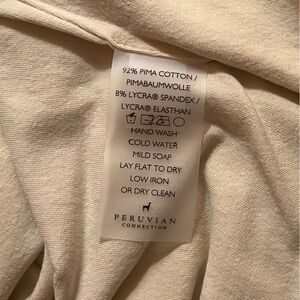 92% PIMA COTTON /
PIMABAUMWOLLE
8% LYCRA® SPANDEX /
LYCRA® ELASTHAN
HAND WASH
COLD WATER
MILD SOAP
LAY FLAT TO DRY
LOW IRON
OR DRY CLEAN
PERUVIAN
CONNECTION